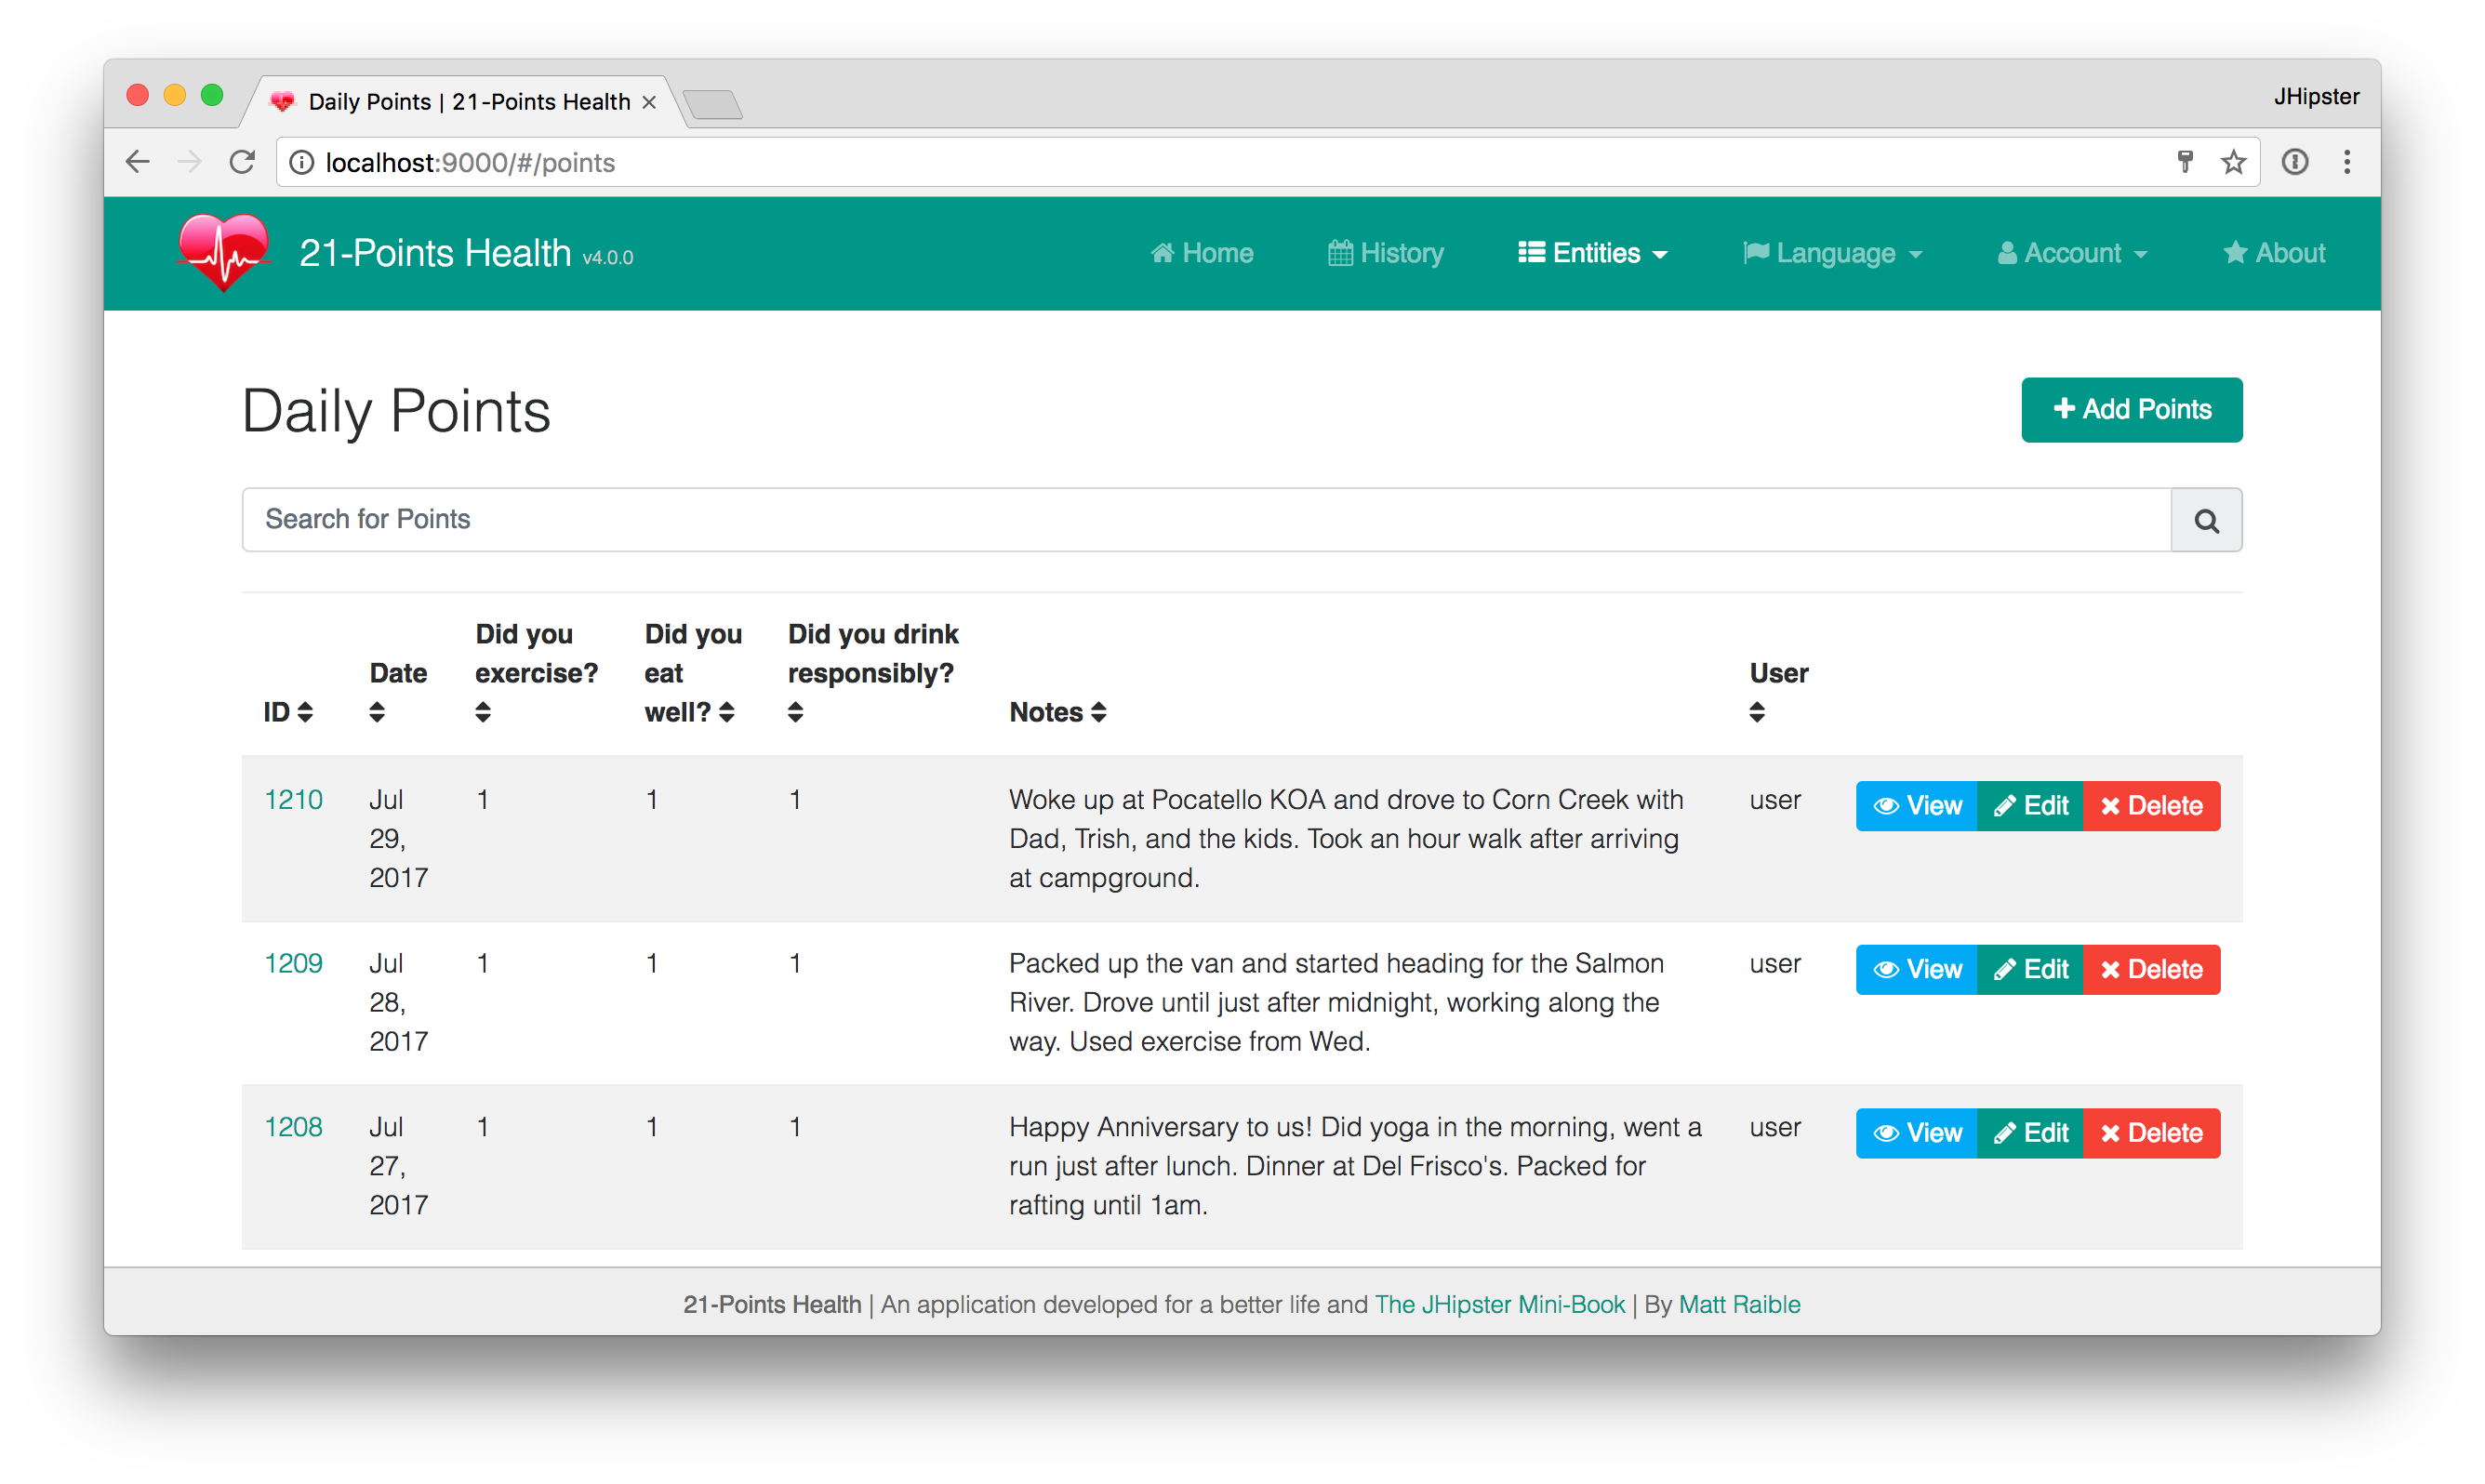 Daily Points | 21-Points Health
JHipster
localhost:9000/#/points
21-Points Health v4.0.0
Home
History
Entities
Language
Account
About
Daily Points
Add Points
Search for Points
ID
Date
Did you
exercise?
Did you
eat
well?
Did you drink
responsibly?
Notes
User
1210
Jul
29,
2017
1
1
1
Woke up at Pocatello KOA and drove to Corn Creek with
Dad, Trish, and the kids. Took an hour walk after arriving
at campground.
user
View
Edit
Delete
1209
Jul
28,
2017
1
1
1
Packed up the van and started heading for the Salmon
River. Drove until just after midnight, working along the
way. Used exercise from Wed.
user
View
Edit
Delete
1208
Jul
27,
2017
1
1
1
Happy Anniversary to us! Did yoga in the morning, went a
run just after lunch. Dinner at Del Frisco's. Packed for
rafting until 1am.
user
View
Edit
Delete
21-Points Health | An application developed for a better life and The JHipster Mini-Book | By Matt Raible